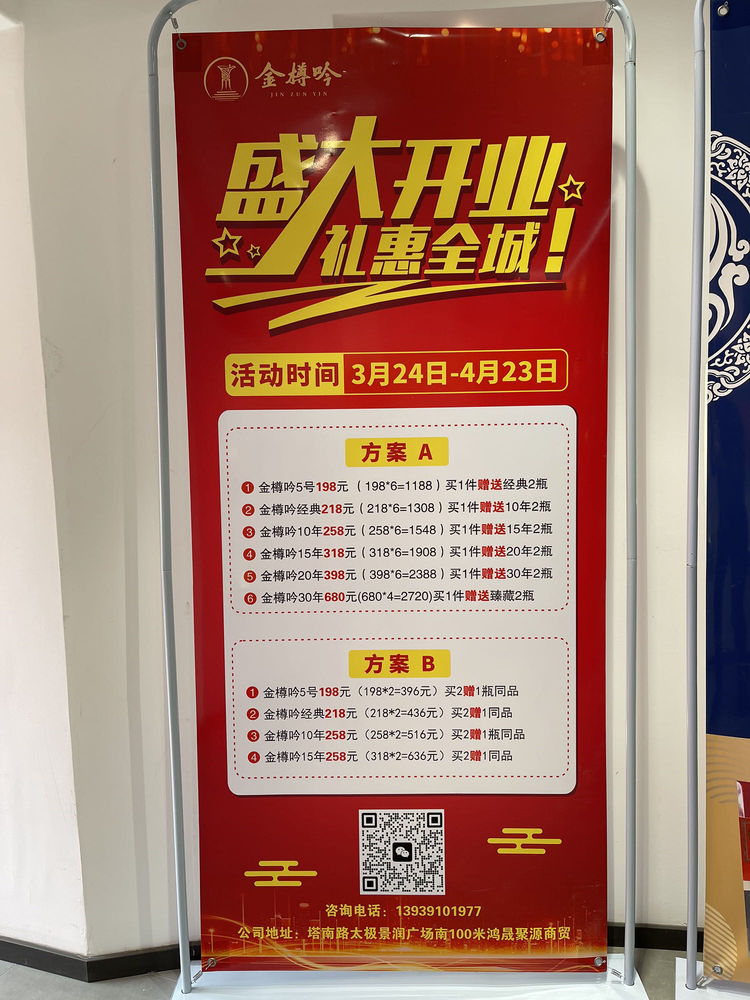 金樽吟
JIN ZUN YIN
盛大开业
礼惠全城!
活动时间 3月24日-4月23日
方案 A
1 金樽吟5号198元（198*6=1188）买1件赠送经典2瓶
2 金樽吟经典218元（218*6=1308）买1件赠送10年2瓶
3 金樽吟10年258元（258*6=1548）买1件赠送15年2瓶
4 金樽吟15年318元（318*6=1908）买1件赠送20年2瓶
5 金樽吟20年398元（398*6=2388）买1件赠送30年2瓶
6 金樽吟30年680元(680*4=2720)买1件赠送臻藏2瓶
方案 B
1 金樽吟5号198元（198*2=396元）买2赠1瓶同品
2 金樽吟经典218元（218*2=436元）买2赠1同品
3 金樽吟10年258元（258*2=516元）买2赠1瓶同品
4 金樽吟15年258元（318*2=636元）买2赠1同品
咨询电话：13939101977
公司地址：塔南路太极景润广场南100米鸿晟聚源商贸